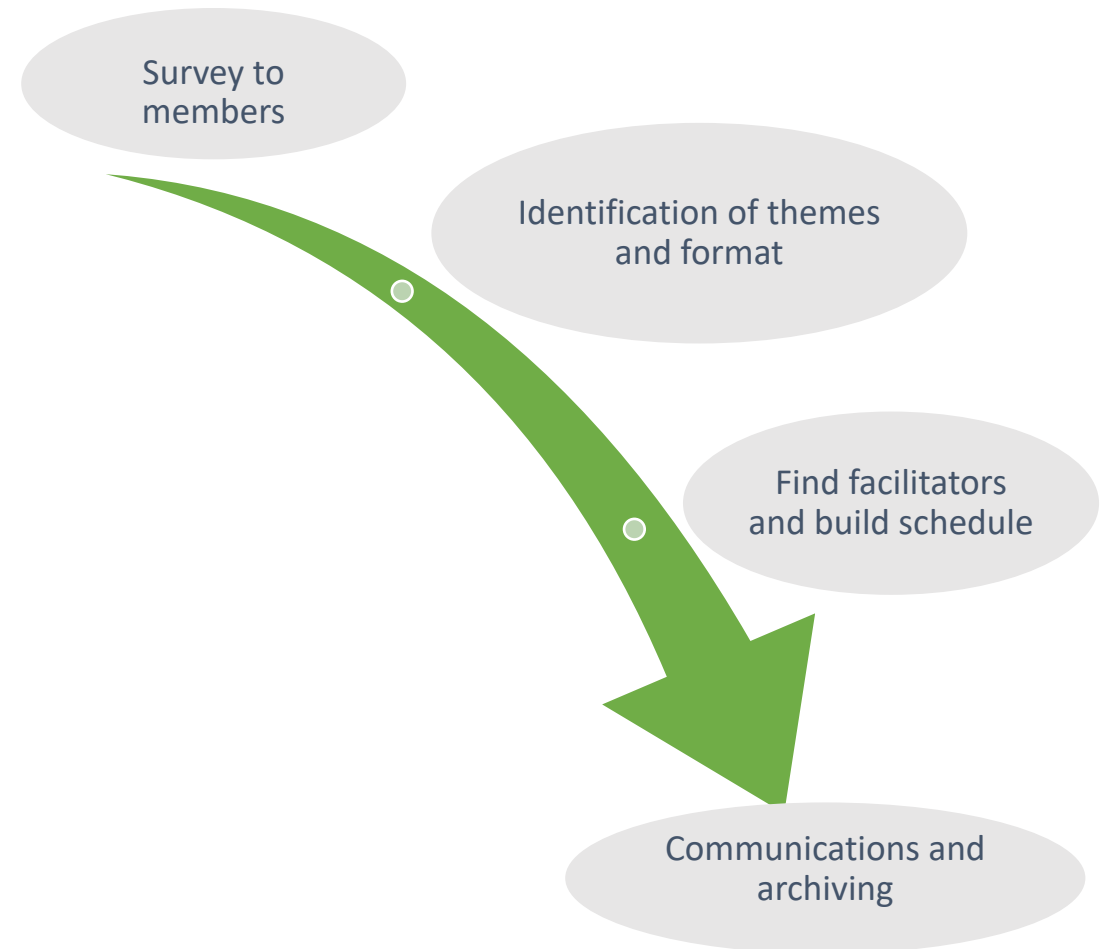 Survey to
members
Identification of themes
and format
Find facilitators
and build schedule
Communications and
archiving